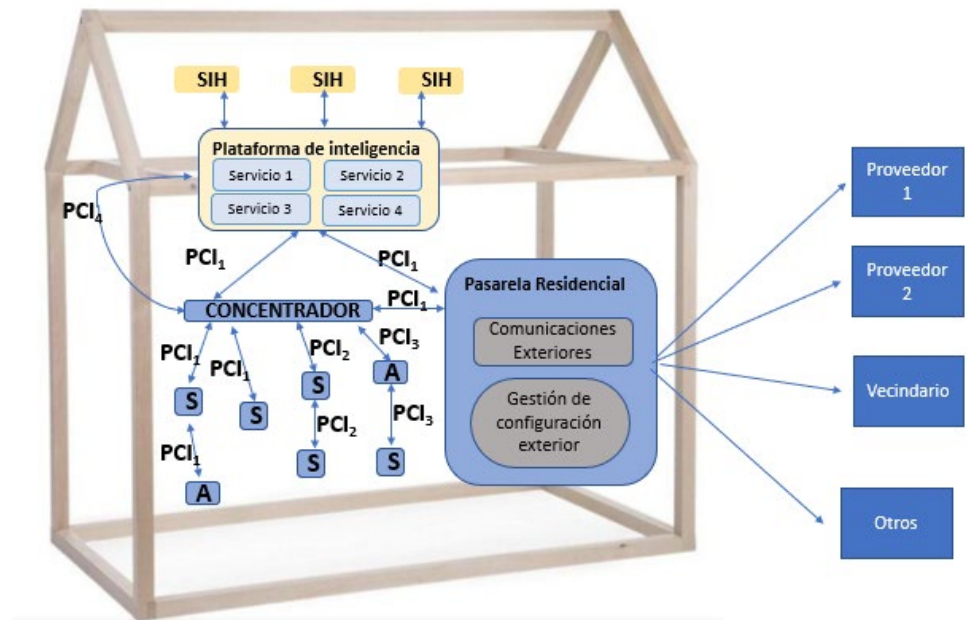 SIH
SIH
SIH
Plataforma de inteligencia
Servicio 1
Servicio 2
Servicio 3
Servicio 4
PCI₄
PCI₁
PCI₁
PCI₁
CONCENTRADOR
Pasarela Residencial
Comunicaciones
Exteriores
Gestión de
configuración
exterior
PCI₁
PCI₁
PCI₂
PCI₃
S
S
S
A
PCI₁
PCI₂
PCI₃
A
S
S
Proveedor
1
Proveedor
2
Vecindario
Otros